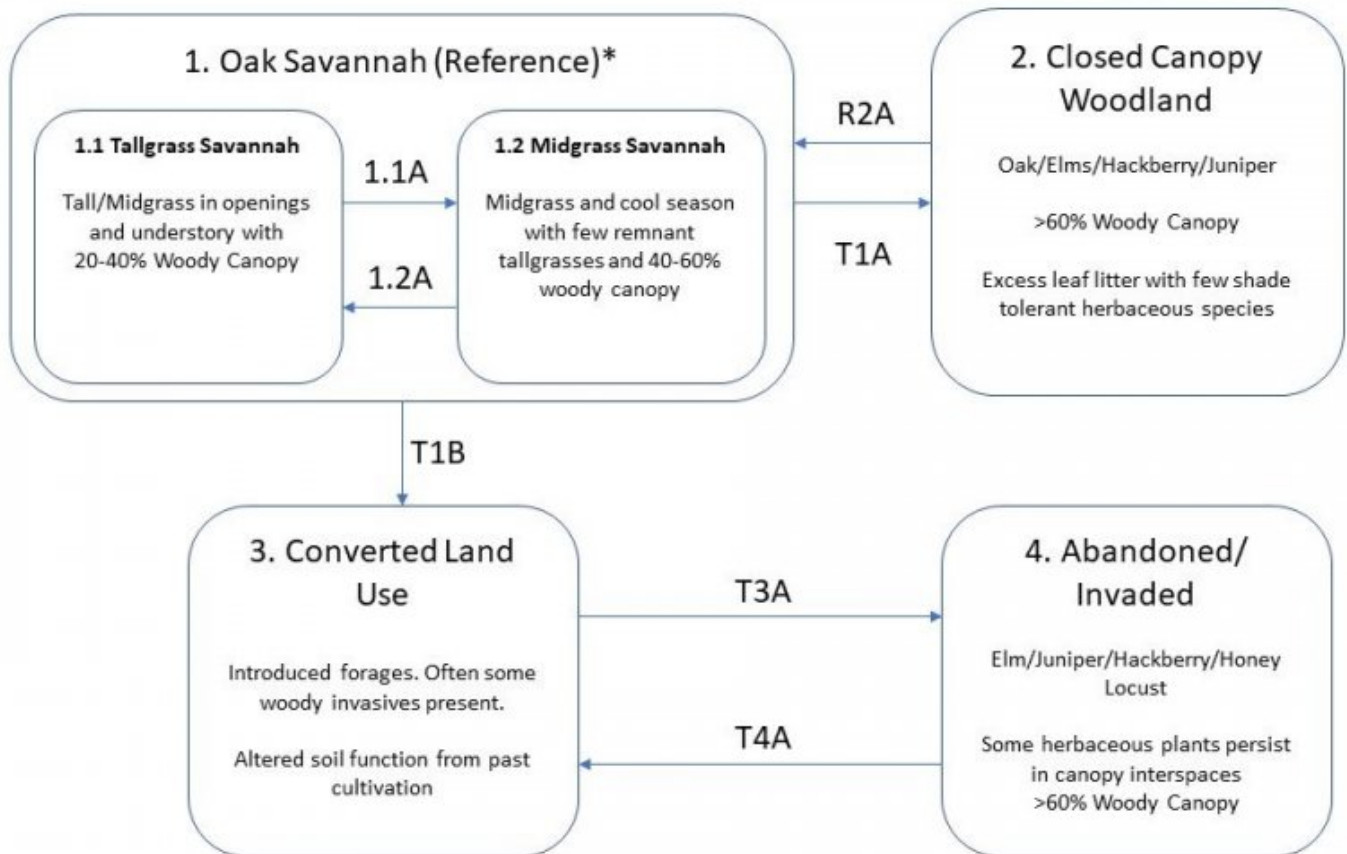 1. Oak Savannah (Reference)*
1.1 Tallgrass Savannah
Tall/Midgrass in openings
and understory with
20-40% Woody Canopy
1.1A
1.2A
1.2 Midgrass Savannah
Midgrass and cool season
with few remnant
tallgrasses and 40-60%
woody canopy
R2A
T1A
2. Closed Canopy
Woodland
Oak/Elms/Hackberry/Juniper
>60% Woody Canopy
Excess leaf litter with few shade
tolerant herbaceous species
T1B
3. Converted Land
Use
Introduced forages. Often some
woody invasives present.
Altered soil function from past
cultivation
T3A
T4A
4. Abandoned/
Invaded
Elm/Juniper/Hackberry/Honey
Locust
Some herbaceous plants persist
in canopy interspaces
>60% Woody Canopy